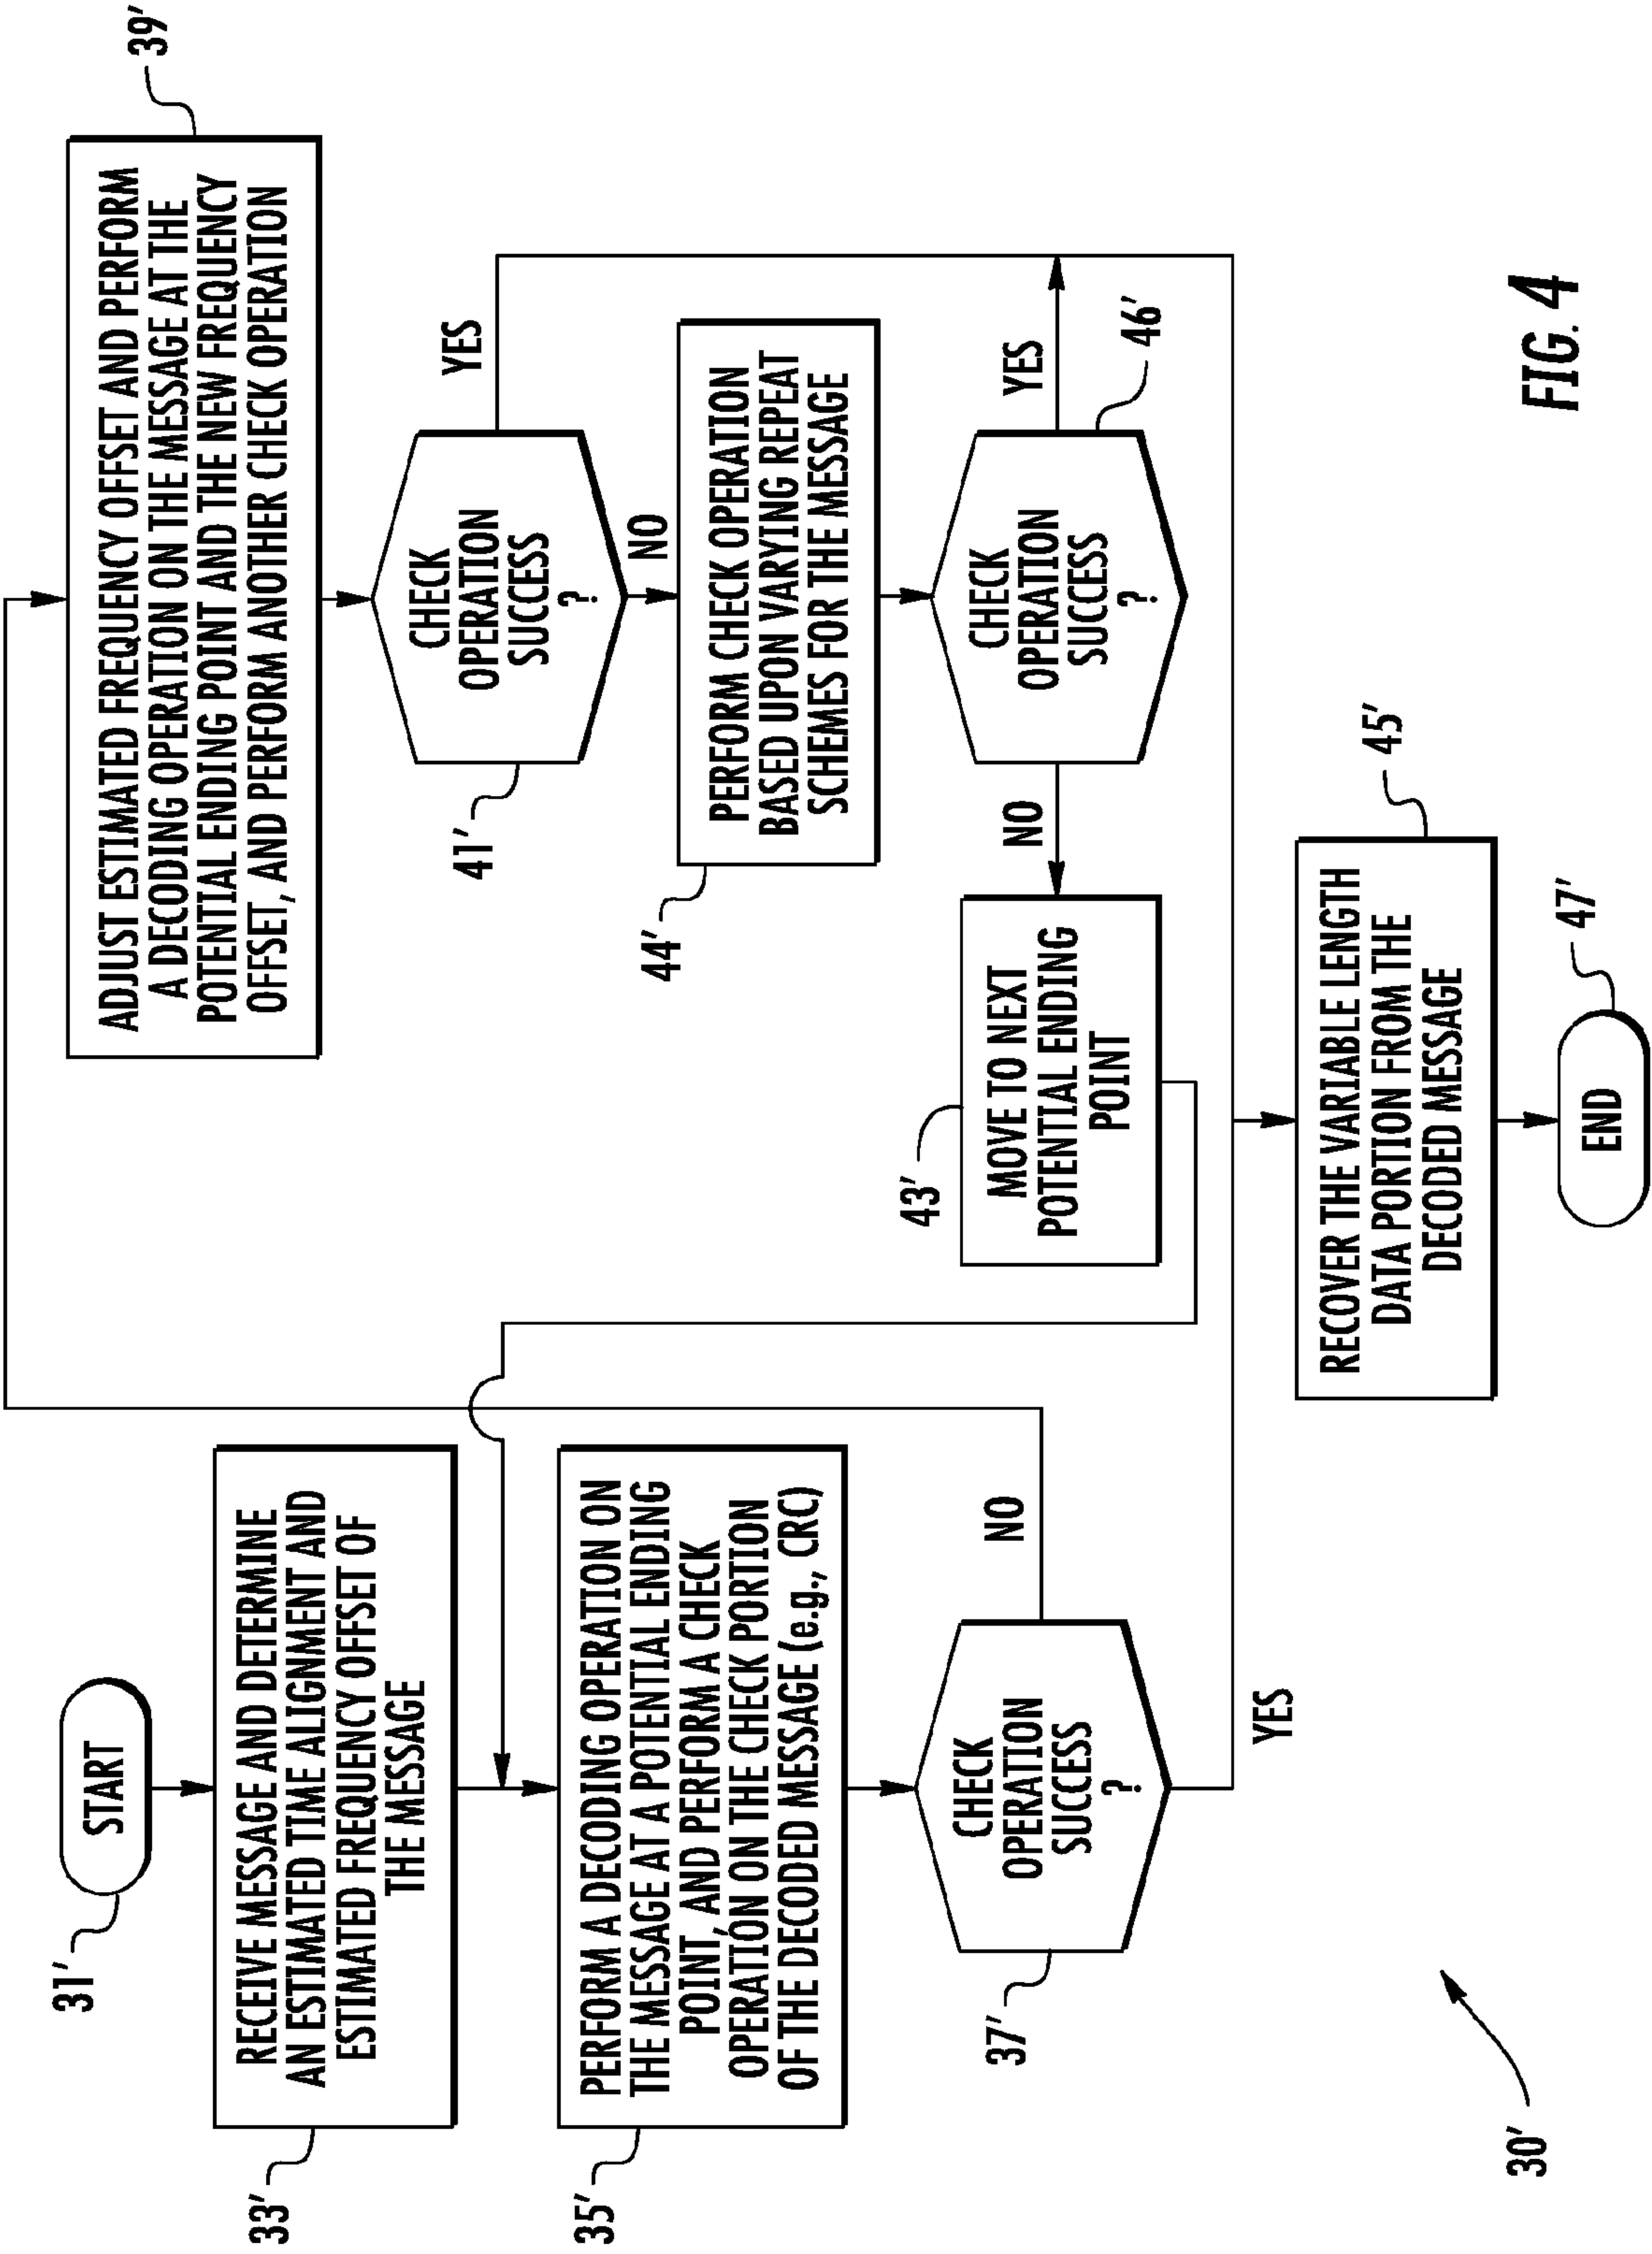 31′
START
33′
RECEIVE MESSAGE AND DETERMINE
AN ESTIMATED TIME ALIGNMENT AND
ESTIMATED FREQUENCY OFFSET OF
THE MESSAGE
35′
PERFORM A DECODING OPERATION ON
THE MESSAGE AT A POTENTIAL ENDING
POINT, AND PERFORM A CHECK
OPERATION ON THE CHECK PORTION
OF THE DECODED MESSAGE (e.g., CRC)
37′
CHECK
OPERATION
SUCCESS
?
NO
YES
39′
ADJUST ESTIMATED FREQUENCY OFFSET AND PERFORM
A DECODING OPERATION ON THE MESSAGE AT THE
POTENTIAL ENDING POINT AND THE NEW FREQUENCY
OFFSET, AND PERFORM ANOTHER CHECK OPERATION
41′
CHECK
OPERATION
SUCCESS
?
YES
NO
44′
PERFORM CHECK OPERATION
BASED UPON VARYING REPEAT
SCHEMES FOR THE MESSAGE
46′
CHECK
OPERATION
SUCCESS
?
YES
NO
43′
MOVE TO NEXT
POTENTIAL ENDING
POINT
45′
RECOVER THE VARIABLE LENGTH
DATA PORTION FROM THE
DECODED MESSAGE
47′
END
30′
FIG. 4